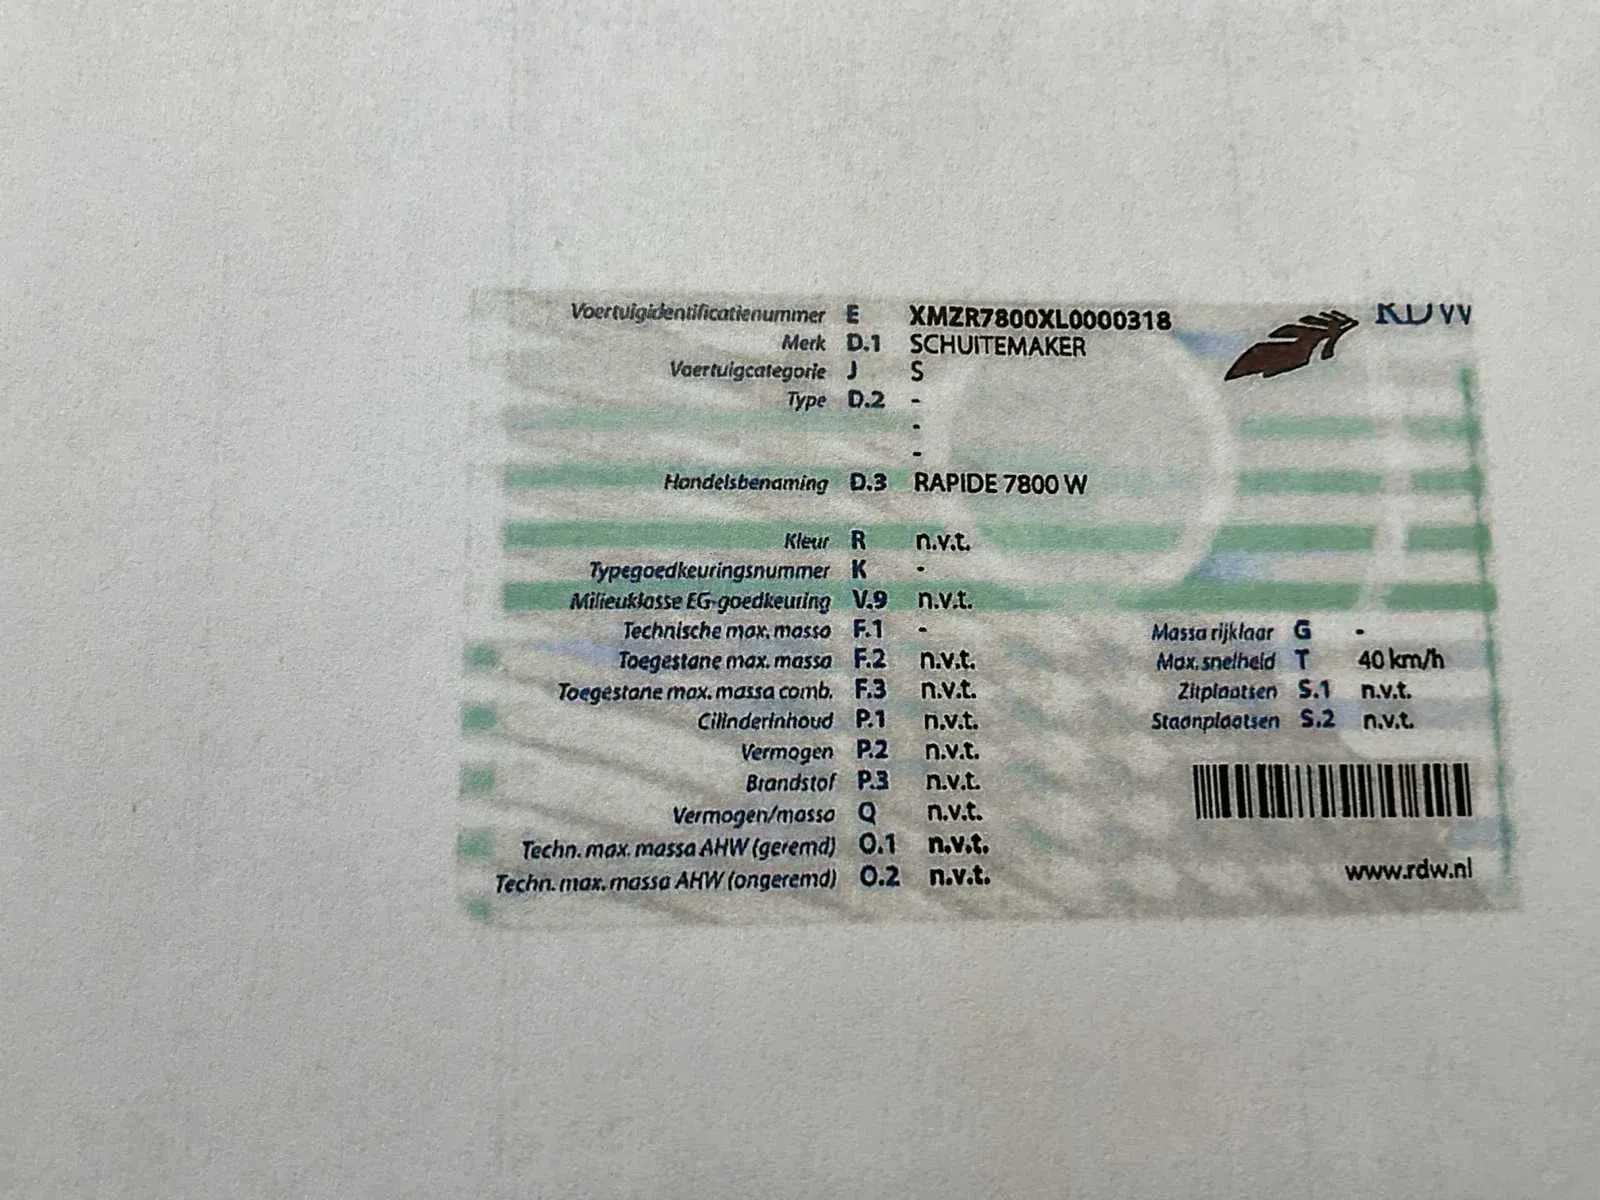 Voertuigidentificatienummer E XMZR7800XL0000318 RDW
Merk D.1 SCHUITEMAKER
Voertuigcategorie J S
Type D.2 -
-
-
Handelsbenaming D.3 RAPIDE 7800 W
Kleur R n.v.t.
Typegoedkeuringsnummer K -
Milieuklasse EG-goedkeuring V.9 n.v.t.
Technische max. massa F.1 - Massa rijklaar G -
Toegestane max. massa F.2 n.v.t. Max. snelheid T 40 km/h
Toegestane max. massa comb. F.3 n.v.t. Zitplaatsen S.1 n.v.t.
Cilinderinhoud P.1 n.v.t. Staanplaatsen S.2 n.v.t.
Vermogen P.2 n.v.t.
Brandstof P.3 n.v.t.
Vermogen/massa Q n.v.t.
Techn. max. massa AHW (geremd) O.1 n.v.t.
Techn. max. massa AHW (ongeremd) O.2 n.v.t. www.rdw.nl